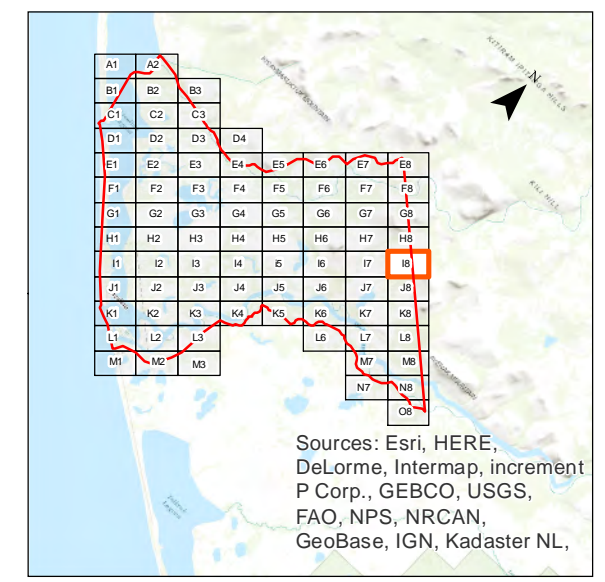 N
KILI HILL
A1 A2
B1 B2 B3
C1 C2 C3
D1 D2 D3 D4
E1 E2 E3 E4 E5 E6 E7 E8
F1 F2 F3 F4 F5 F6 F7 F8
G1 G2 G3 G4 G5 G6 G7 G8
H1 H2 H3 H4 H5 H6 H7 H8
I1 I2 I3 I4 i5 I6 I7 I8
J1 J2 J3 J4 J5 J6 J7 J8
K1 K2 K3 K4 K5 K6 K7 K8
L1 L2 L3 L6 L7 L8
M1 M2 M3 M7 M8
N7 N8
O8
Sources: Esri, HERE,
DeLorme, Intermap, increment
P Corp., GEBCO, USGS,
FAO, NPS, NRCAN,
GeoBase, IGN, Kadaster NL,